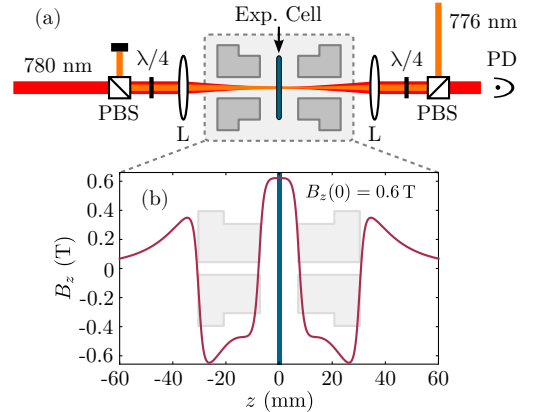 (a)
Exp. Cell
776 nm
780 nm
λ/4
λ/4
PD
PBS
L
L
PBS
(b)
B_z(0) = 0.6 T
B_z (T)
0.6
0.4
0.2
0
-0.2
-0.4
-0.6
-60
-40
-20
0
20
40
60
z (mm)